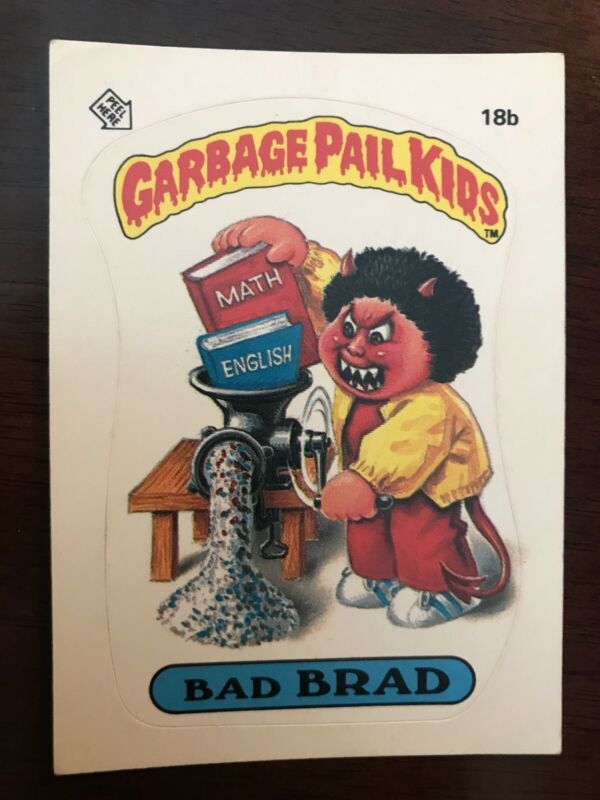 PEEL HERE
18b
GARBAGE PAIL KIDS
TM
MATH
ENGLISH
BAD BRAD